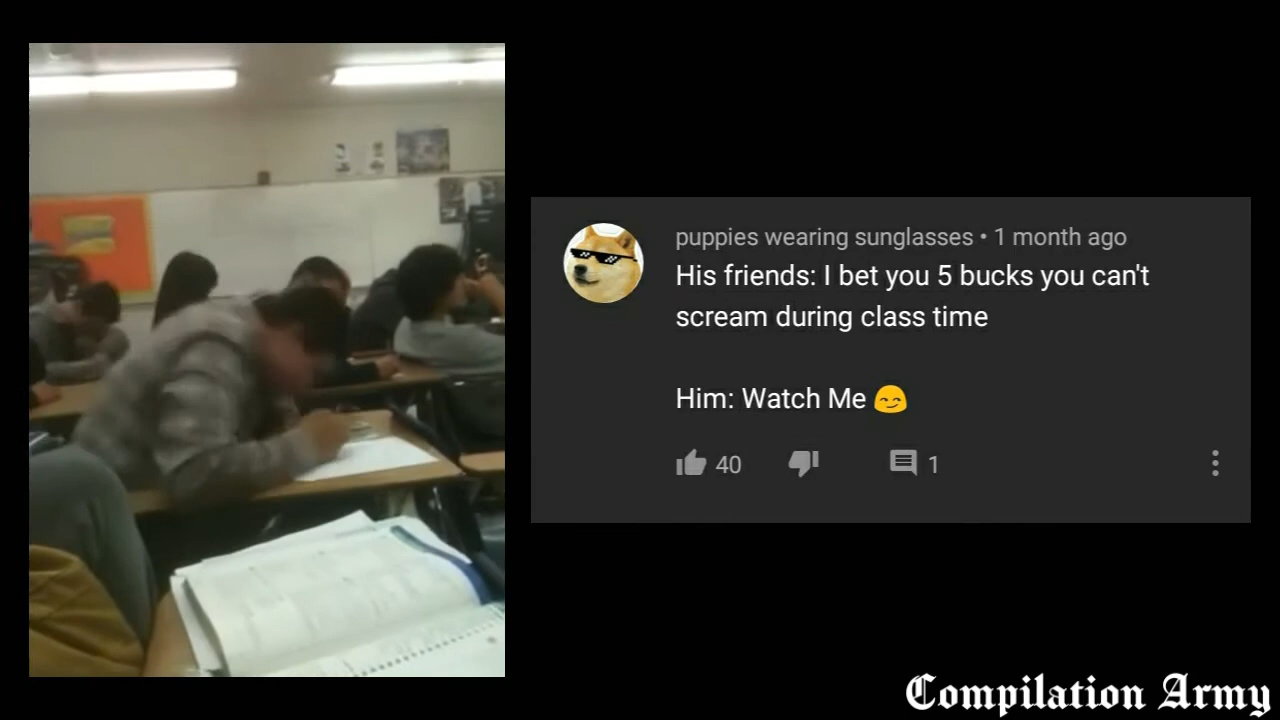 puppies wearing sunglasses • 1 month ago
His friends: I bet you 5 bucks you can't
scream during class time
Him: Watch Me 😏
40
1
Compilation Army